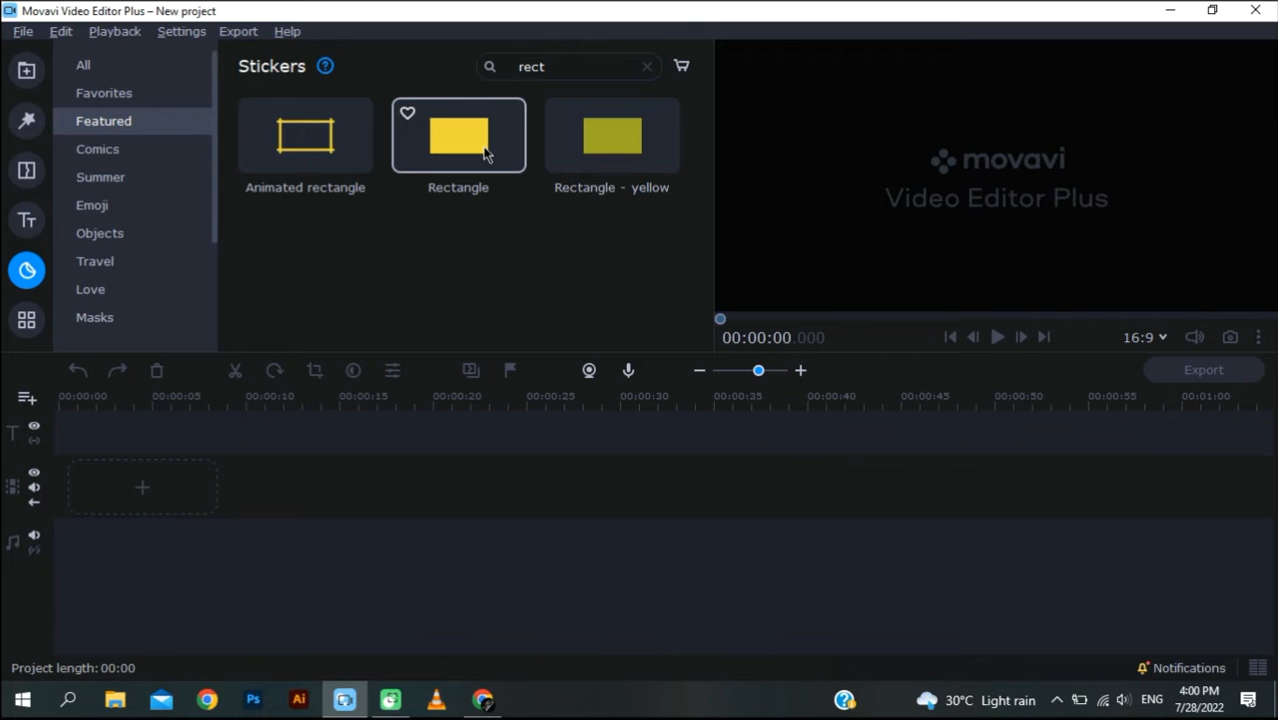 Movavi Video Editor Plus – New project
File Edit Playback Settings Export Help
All
Favorites
Featured
Comics
Summer
Emoji
Objects
Travel
Love
Masks
Stickers ? rect
Animated rectangle Rectangle Rectangle - yellow
movavi
Video Editor Plus
00:00:00.000 16:9
Export
00:00:00 00:00:05 00:00:10 00:00:15 00:00:20 00:00:25 00:00:30 00:00:35 00:00:40 00:00:45 00:00:50 00:00:55 00:01:00
Project length: 00:00 Notifications
Ps Ai 30°C Light rain ENG
4:00 PM
7/28/2022